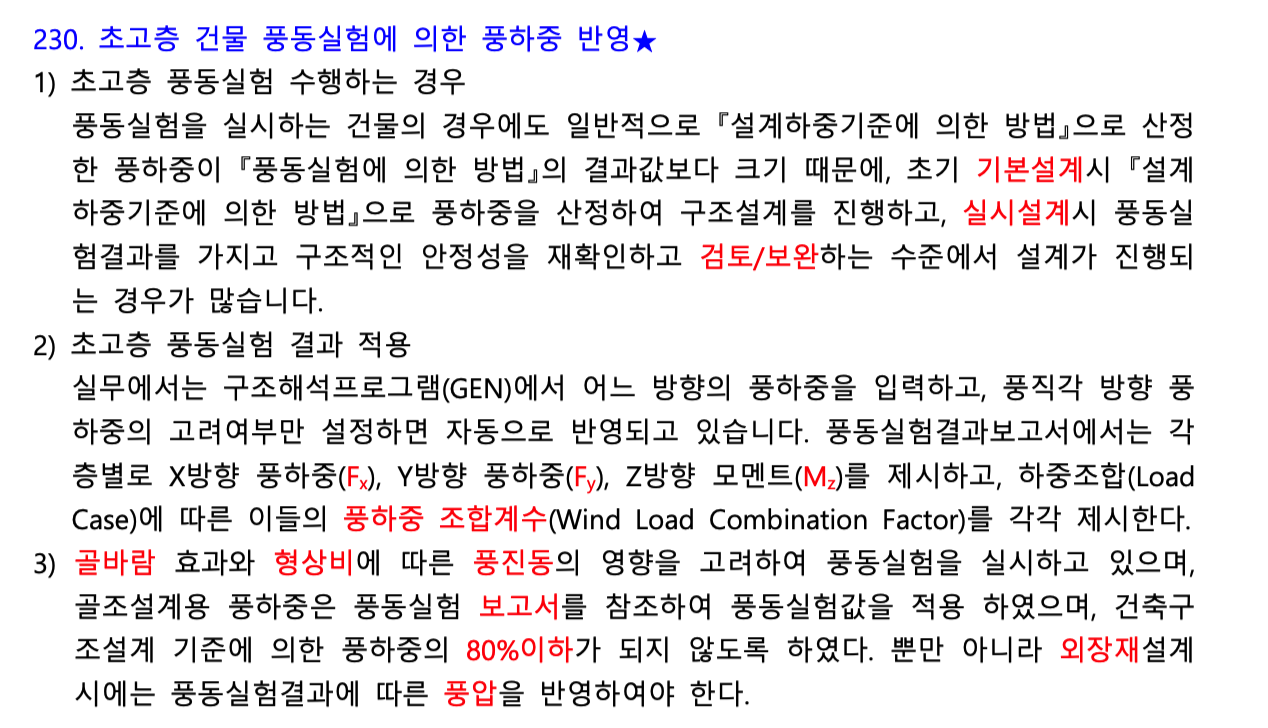 230. 초고층 건물 풍동실험에 의한 풍하중 반영★
1) 초고층 풍동실험 수행하는 경우
풍동실험을 실시하는 건물의 경우에도 일반적으로 『설계하중기준에 의한 방법』으로 산정
한 풍하중이 『풍동실험에 의한 방법』의 결과값보다 크기 때문에, 초기 기본설계시 『설계
하중기준에 의한 방법』으로 풍하중을 산정하여 구조설계를 진행하고, 실시설계시 풍동실
험결과를 가지고 구조적인 안정성을 재확인하고 검토/보완하는 수준에서 설계가 진행되
는 경우가 많습니다.
2) 초고층 풍동실험 결과 적용
실무에서는 구조해석프로그램(GEN)에서 어느 방향의 풍하중을 입력하고, 풍직각 방향 풍
하중의 고려여부만 설정하면 자동으로 반영되고 있습니다. 풍동실험결과보고서에서는 각
층별로 X방향 풍하중(Fx), Y방향 풍하중(Fy), Z방향 모멘트(Mz)를 제시하고, 하중조합(Load
Case)에 따른 이들의 풍하중 조합계수(Wind Load Combination Factor)를 각각 제시한다.
3) 골바람 효과와 형상비에 따른 풍진동의 영향을 고려하여 풍동실험을 실시하고 있으며,
골조설계용 풍하중은 풍동실험 보고서를 참조하여 풍동실험값을 적용 하였으며, 건축구
조설계 기준에 의한 풍하중의 80%이하가 되지 않도록 하였다. 뿐만 아니라 외장재설계
시에는 풍동실험결과에 따른 풍압을 반영하여야 한다.